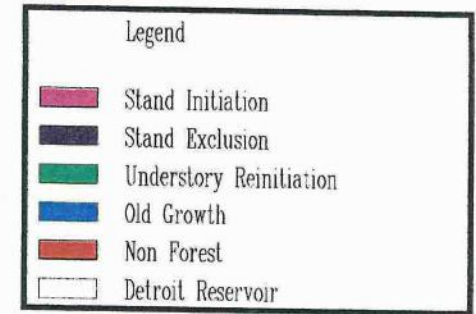 Legend
Stand Initiation
Stand Exclusion
Understory Reinitiation
Old Growth
Non Forest
Detroit Reservoir